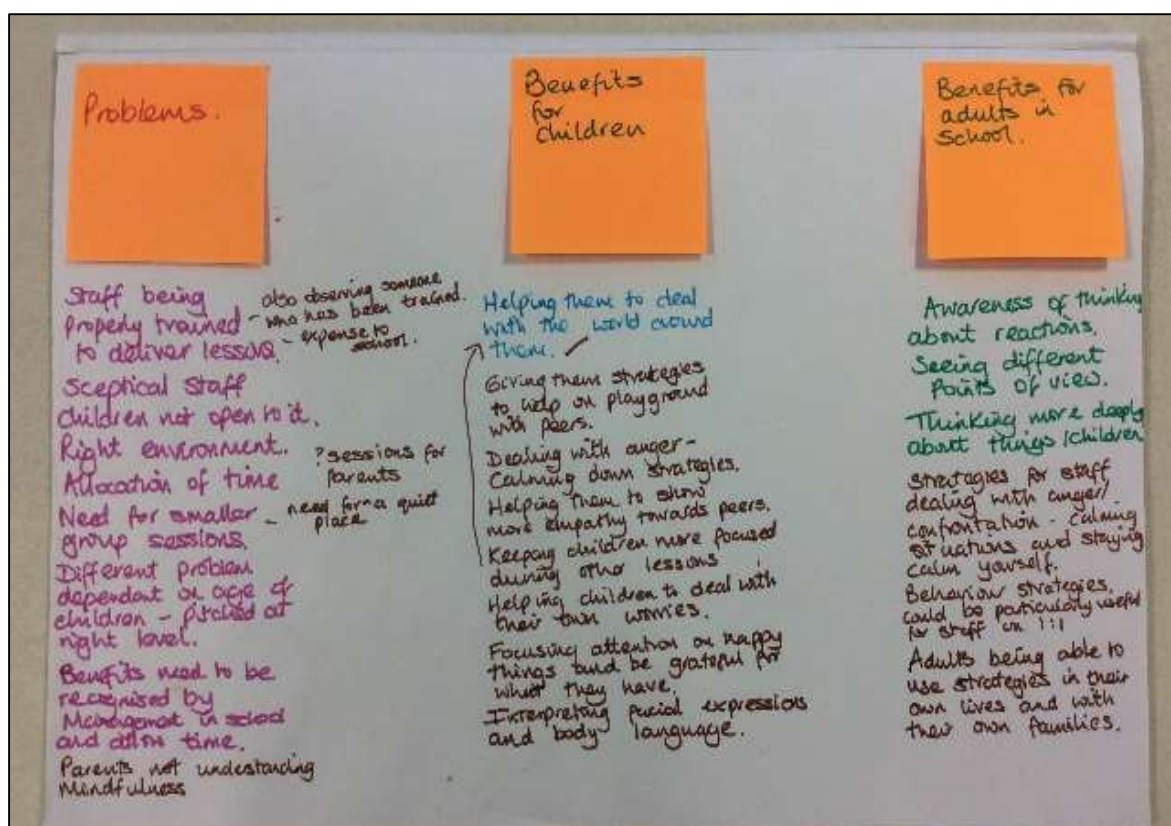 Problems.
Staff being
properly trained
to deliver lessons.
- also observing someone
who has been trained.
- expense to
school.
Sceptical staff
Children not open to it.
Right environment.
Allocation of time
? sessions for
parents
Need for smaller
group sessions.
- need for a quiet
place
Different problem
dependant on age of
children - pitched at
right level.
Benefits need to be
recognised by
Management in school
and allow time.
Parents not understanding
Mindfulness
Benefits
for
children
Helping them to deal
with the world around
them.
Giving them strategies
to help on playground
with peers.
Dealing with anger -
Calming down strategies.
Helping them to show
more empathy towards peers.
Keeping children more focused
during other lessons
Helping children to deal with
their own worries.
Focusing attention on happy
things and be grateful for
what they have.
Interpreting facial expressions
and body language.
Benefits for
adults in
school.
Awareness of thinking
about reactions.
Seeing different
Points of view.
Thinking more deeply
about things/children
Strategies for staff
dealing with anger/
confrontation - calming
situations and staying
calm yourself.
Behaviour strategies.
could be particularly useful
for staff on 1:1
Adults being able to
use strategies in their
own lives and with
their own families.